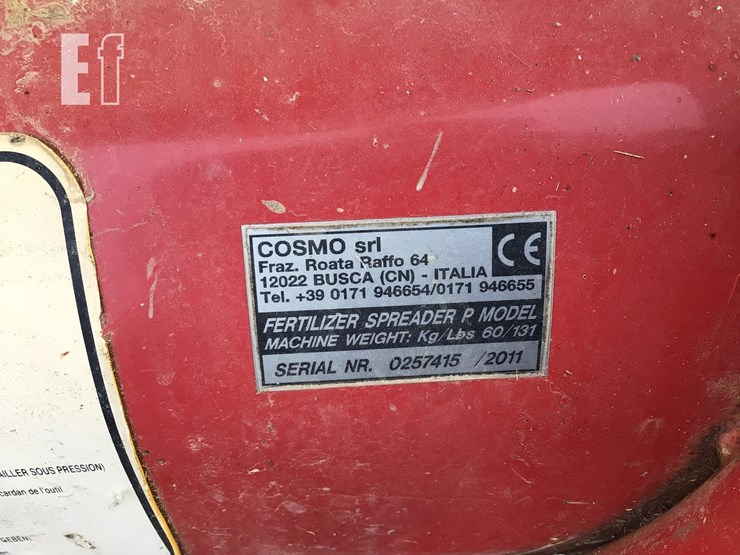 Ef
COSMO srl
Fraz. Roata Raffo 64
12022 BUSCA (CN) - ITALIA
Tel. +39 0171 946654/0171 946655
CE
FERTILIZER SPREADER P MODEL
MACHINE WEIGHT: Kg/Lbs 60/131
SERIAL NR. 0257415 /2011
AILLER SOUS PRESSION)
cardan de l'outil
GEBEN)